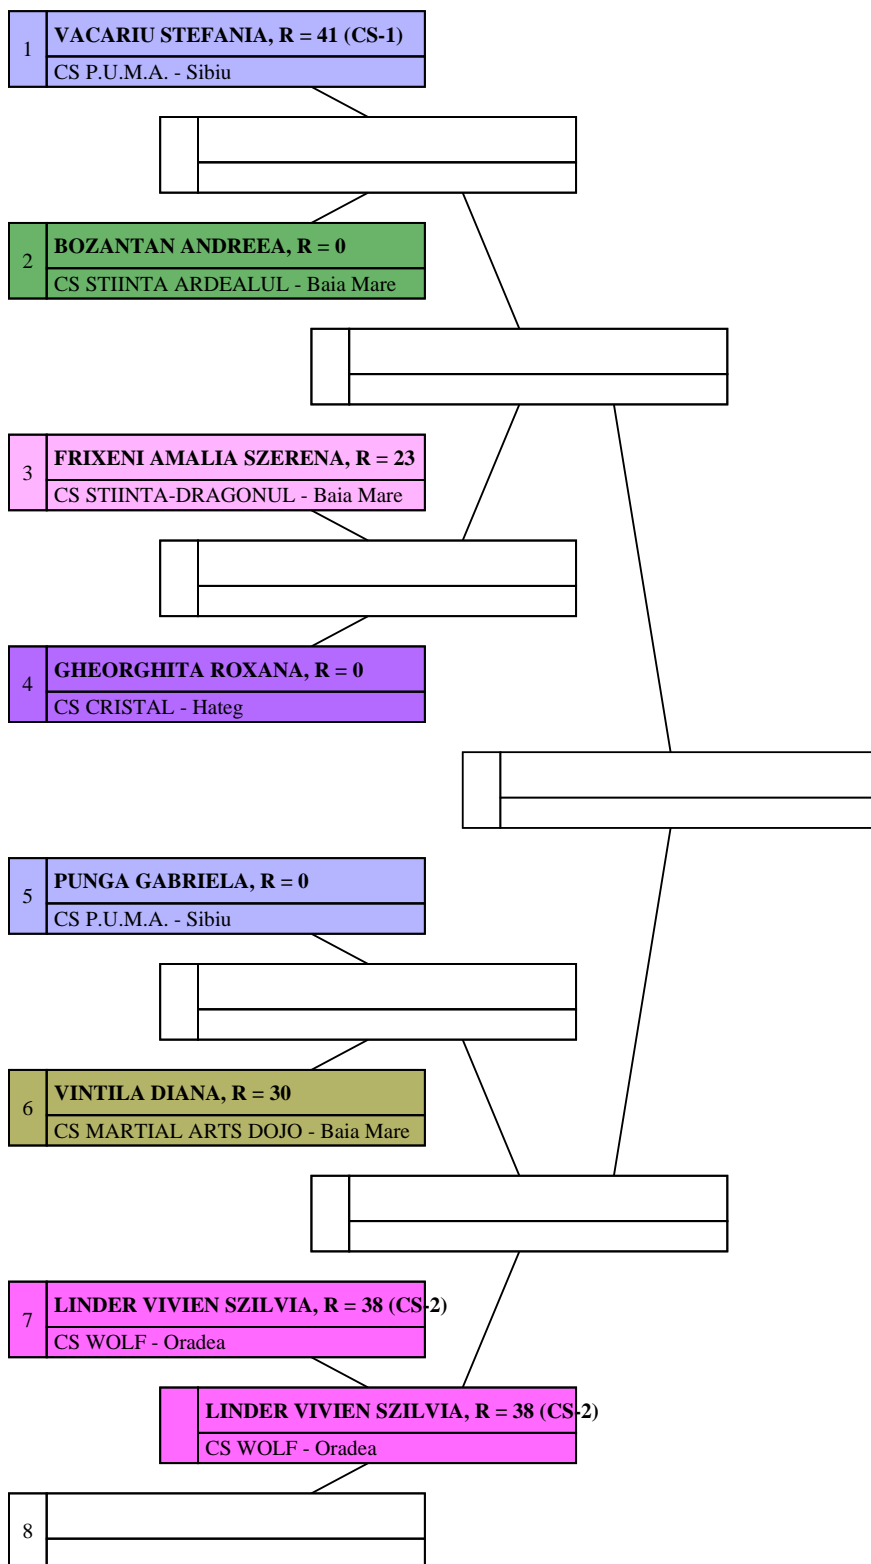 1
VACARIU STEFANIA, R = 41 (CS-1)
CS P.U.M.A. - Sibiu
2
BOZANTAN ANDREEA, R = 0
CS STIINTA ARDEALUL - Baia Mare
3
FRIXENI AMALIA SZERENA, R = 23
CS STIINTA-DRAGONUL - Baia Mare
4
GHEORGHITA ROXANA, R = 0
CS CRISTAL - Hateg
5
PUNGA GABRIELA, R = 0
CS P.U.M.A. - Sibiu
6
VINTILA DIANA, R = 30
CS MARTIAL ARTS DOJO - Baia Mare
7
LINDER VIVIEN SZILVIA, R = 38 (CS-2)
CS WOLF - Oradea
LINDER VIVIEN SZILVIA, R = 38 (CS-2)
CS WOLF - Oradea
8